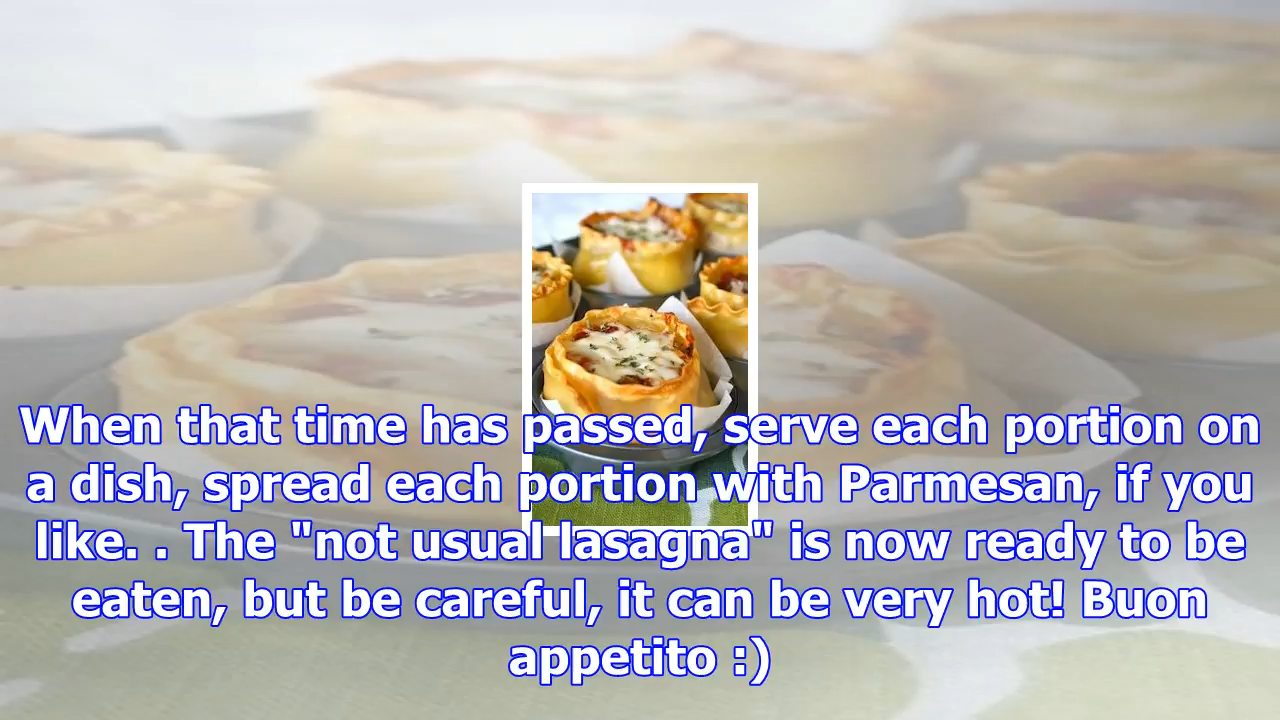 When that time has passed, serve each portion on
a dish, spread each portion with Parmesan, if you
like. . The "not usual lasagna" is now ready to be
eaten, but be careful, it can be very hot! Buon
appetito :)